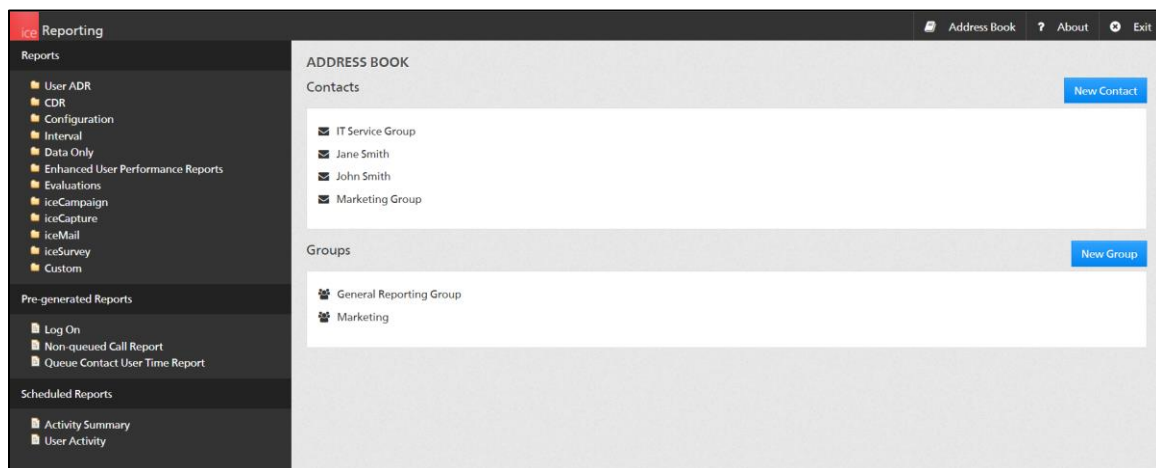 ice Reporting
Address Book ? About Exit
Reports
User ADR
CDR
Configuration
Interval
Data Only
Enhanced User Performance Reports
Evaluations
iceCampaign
iceCapture
iceMail
iceSurvey
Custom
Pre-generated Reports
Log On
Non-queued Call Report
Queue Contact User Time Report
Scheduled Reports
Activity Summary
User Activity
ADDRESS BOOK
Contacts
New Contact
IT Service Group
Jane Smith
John Smith
Marketing Group
Groups
New Group
General Reporting Group
Marketing